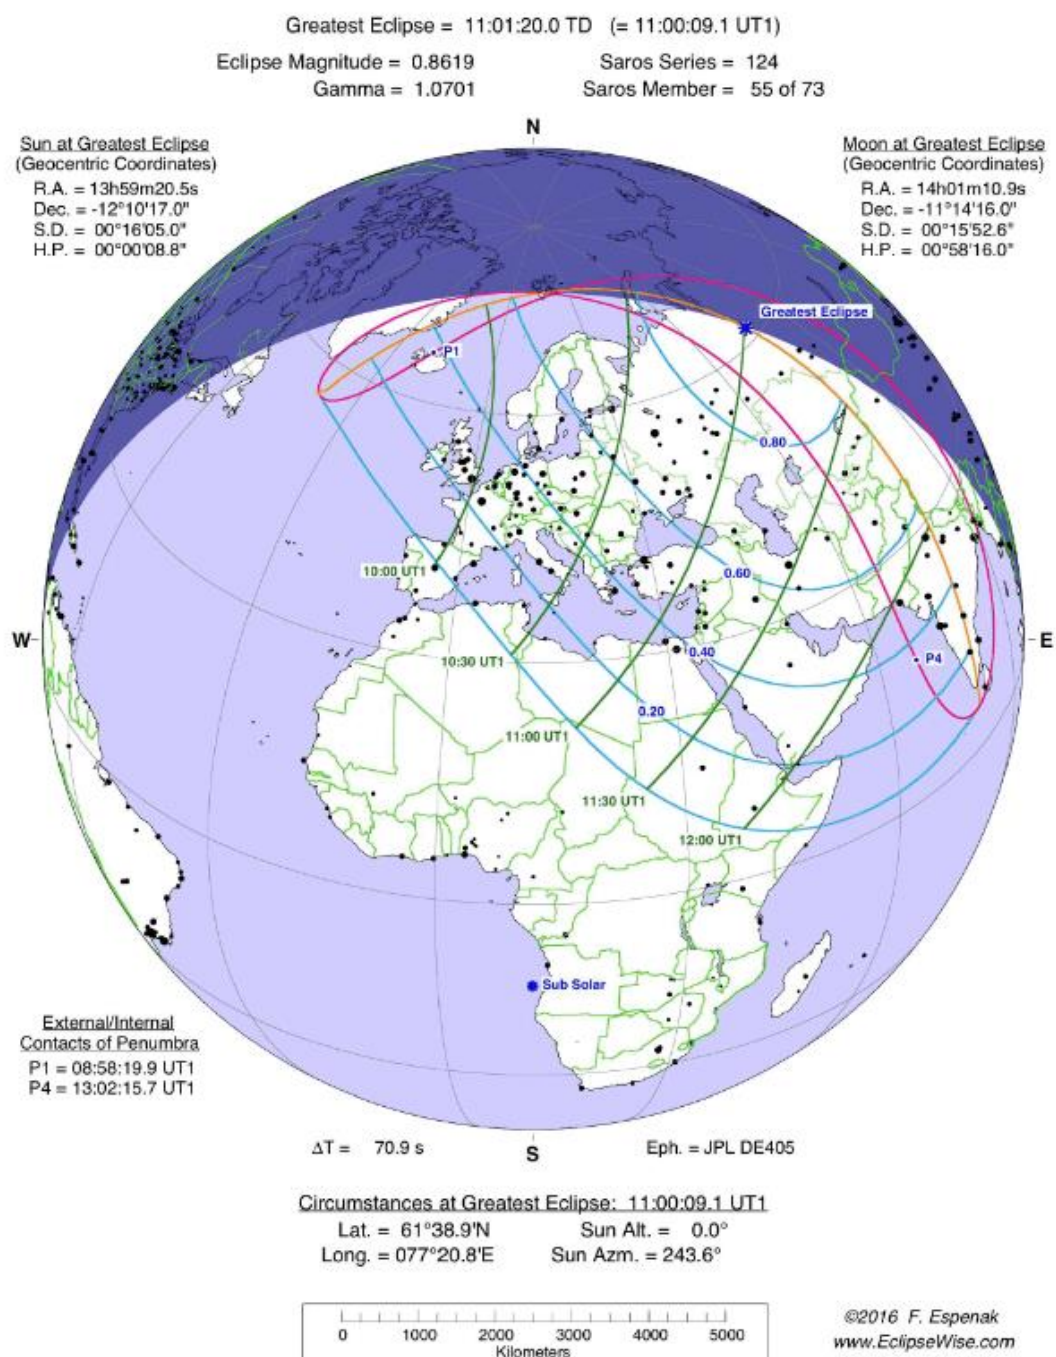 Greatest Eclipse = 11:01:20.0 TD (= 11:00:09.1 UT1)
Eclipse Magnitude = 0.8619
Saros Series = 124
Gamma = 1.0701
Saros Member = 55 of 73
N
Sun at Greatest Eclipse
(Geocentric Coordinates)
R.A. = 13h59m20.5s
Dec. = -12°10'17.0"
S.D. = 00°16'05.0"
H.P. = 00°00'08.8"
Moon at Greatest Eclipse
(Geocentric Coordinates)
R.A. = 14h01m10.9s
Dec. = -11°14'16.0"
S.D. = 00°15'52.6"
H.P. = 00°58'16.0"
Greatest Eclipse
P1
0.80
10:00 UT1
0.60
W
E
10:30 UT1
0.40
P4
0.20
11:00 UT1
11:30 UT1
12:00 UT1
Sub Solar
External/Internal
Contacts of Penumbra
P1 = 08:58:19.9 UT1
P4 = 13:02:15.7 UT1
ΔT = 70.9 s
S
Eph. = JPL DE405
Circumstances at Greatest Eclipse: 11:00:09.1 UT1
Lat. = 61°38.9'N
Sun Alt. = 0.0°
Long. = 077°20.8'E
Sun Azm. = 243.6°
0 1000 2000 3000 4000 5000
Kilometers
©2016 F. Espenak
www.EclipseWise.com